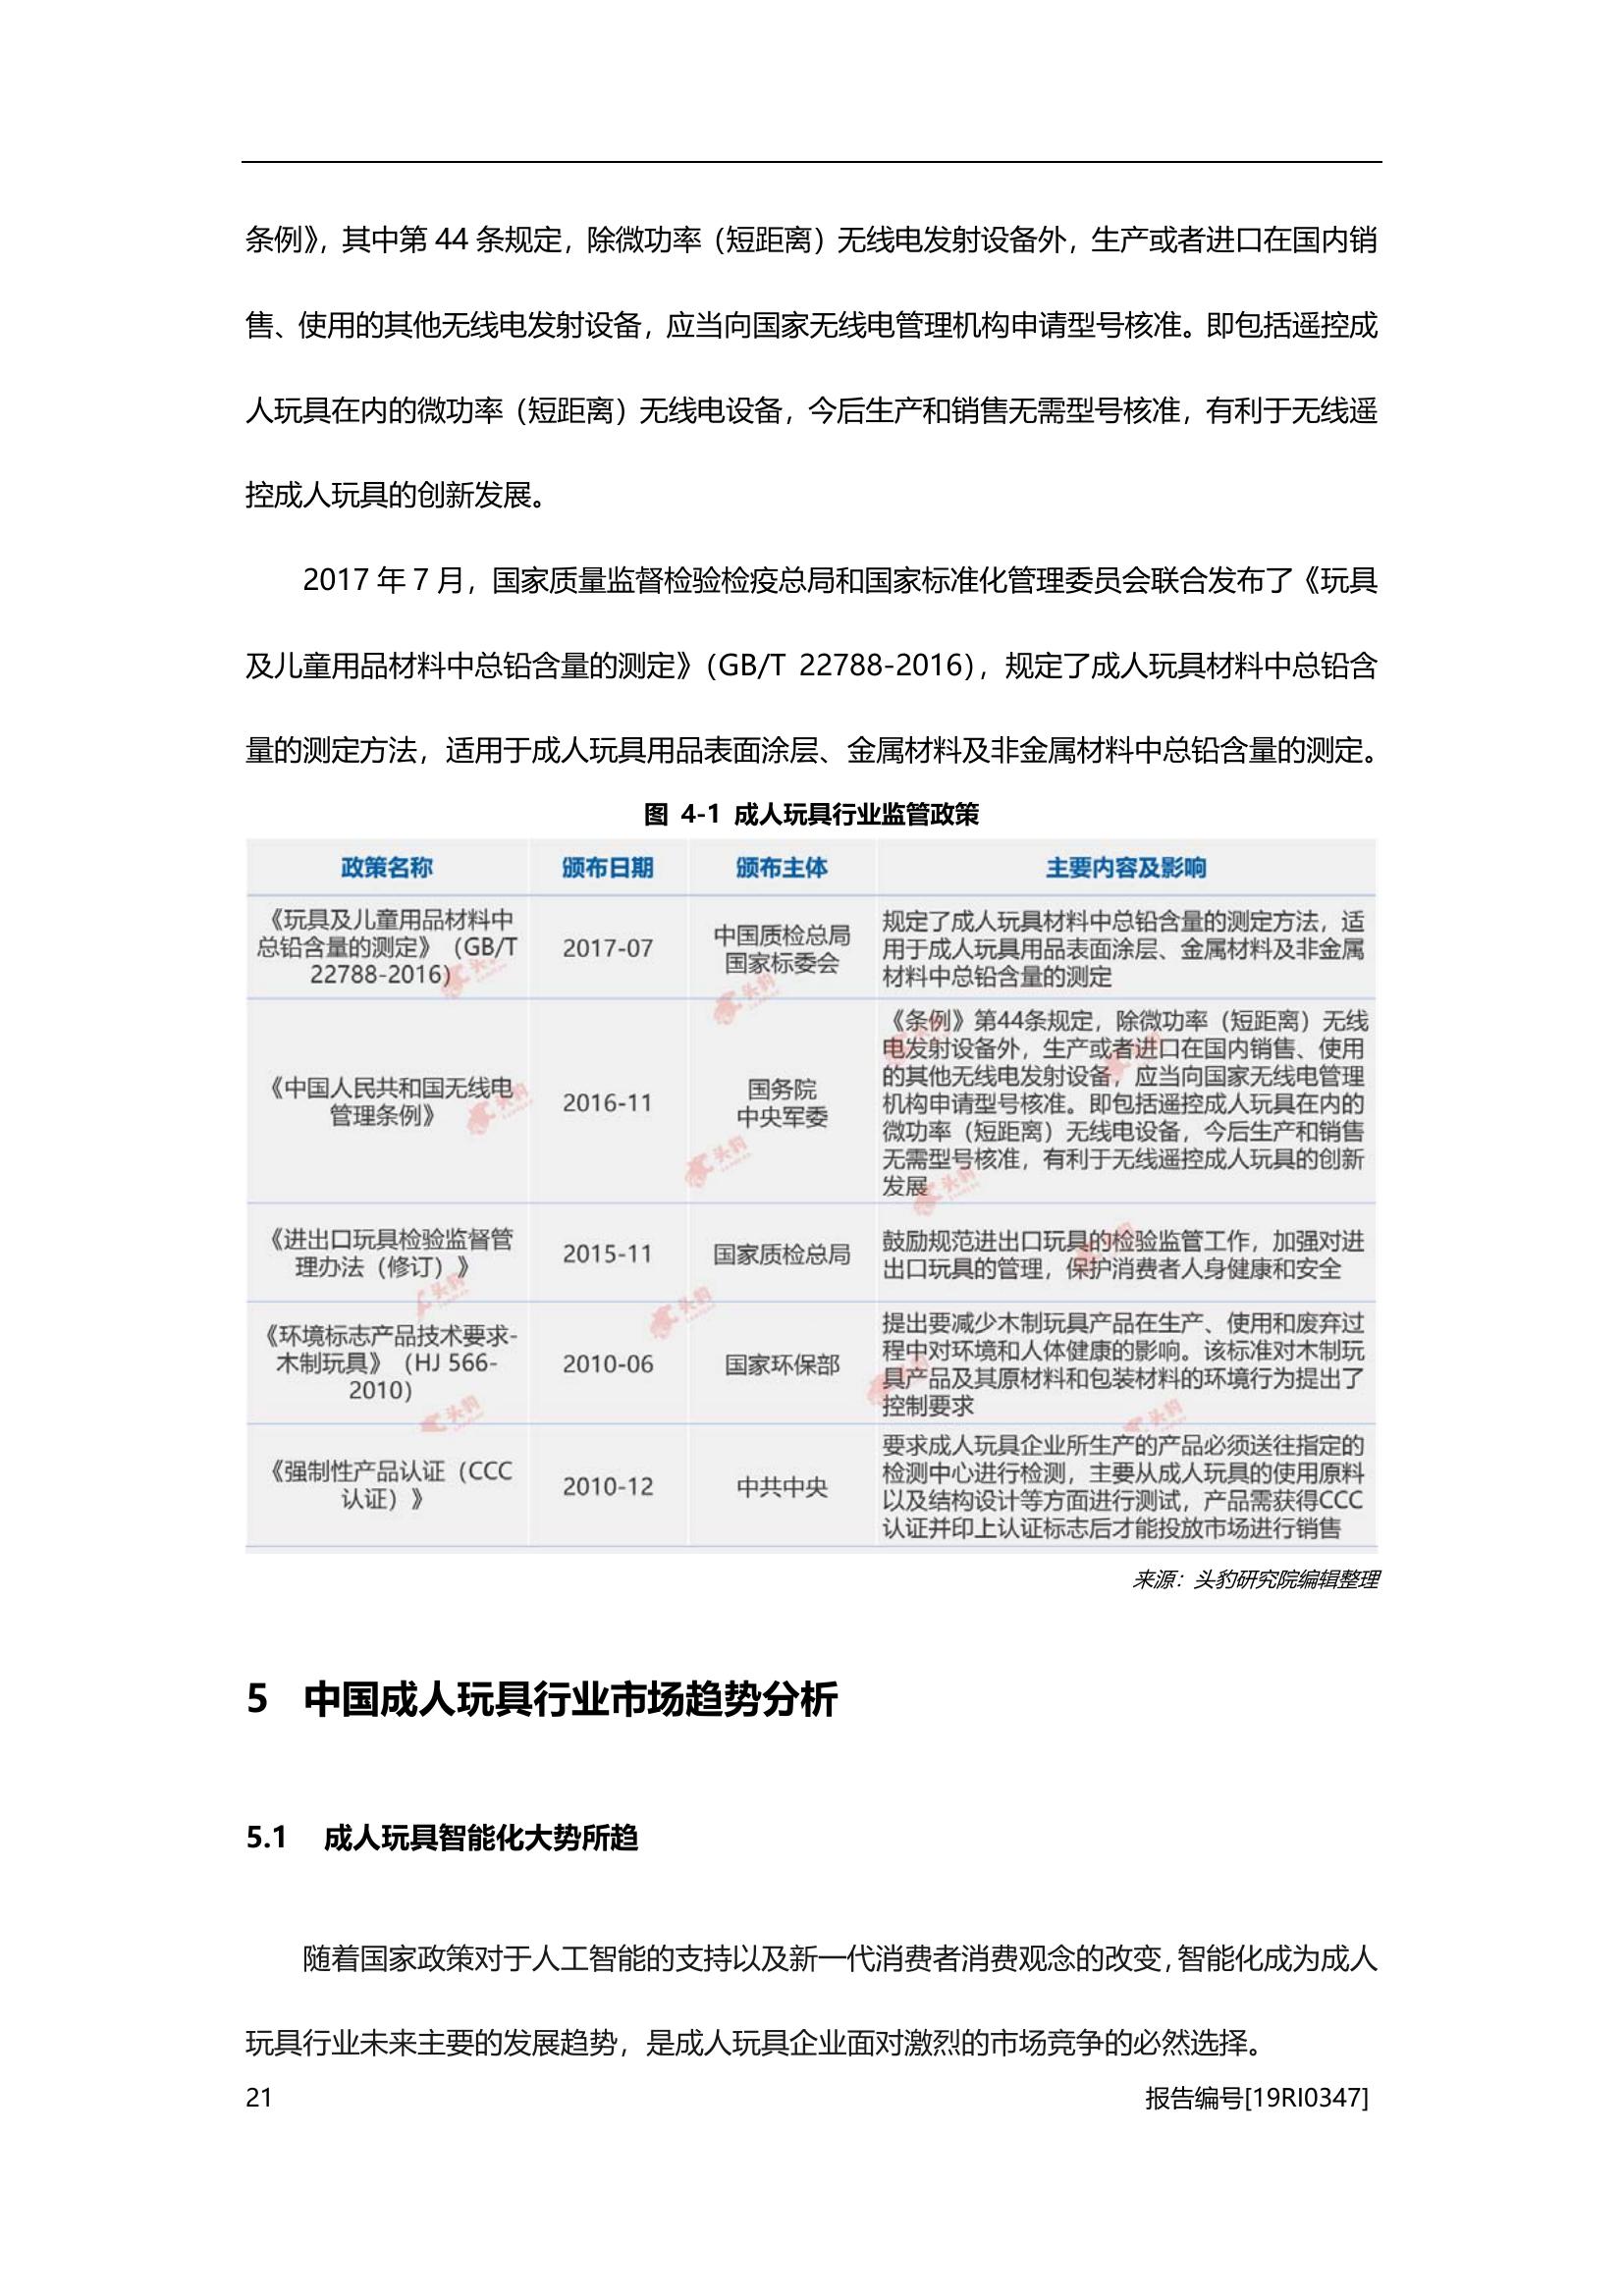 条例》，其中第 44 条规定，除微功率（短距离）无线电发射设备外，生产或者进口在国内销
售、使用的其他无线电发射设备，应当向国家无线电管理机构申请型号核准。即包括遥控成
人玩具在内的微功率（短距离）无线电设备，今后生产和销售无需型号核准，有利于无线遥
控成人玩具的创新发展。
2017 年 7 月，国家质量监督检验检疫总局和国家标准化管理委员会联合发布了《玩具
及儿童用品材料中总铅含量的测定》（GB/T 22788-2016），规定了成人玩具材料中总铅含
量的测定方法，适用于成人玩具用品表面涂层、金属材料及非金属材料中总铅含量的测定。
图 4-1 成人玩具行业监管政策
政策名称 颁布日期 颁布主体 主要内容及影响
《玩具及儿童用品材料中
总铅含量的测定》（GB/T
22788-2016）
2017-07
中国质检总局
国家标委会
规定了成人玩具材料中总铅含量的测定方法，适
用于成人玩具用品表面涂层、金属材料及非金属
材料中总铅含量的测定
《中国人民共和国无线电
管理条例》
2016-11
国务院
中央军委
《条例》第44条规定，除微功率（短距离）无线
电发射设备外，生产或者进口在国内销售、使用
的其他无线电发射设备，应当向国家无线电管理
机构申请型号核准。即包括遥控成人玩具在内的
微功率（短距离）无线电设备，今后生产和销售
无需型号核准，有利于无线遥控成人玩具的创新
发展
《进出口玩具检验监督管
理办法（修订）》
2015-11
国家质检总局
鼓励规范进出口玩具的检验监管工作，加强对进
出口玩具的管理，保护消费者人身健康和安全
《环境标志产品技术要求-
木制玩具》（HJ 566-
2010）
2010-06
国家环保部
提出要减少木制玩具产品在生产、使用和废弃过
程中对环境和人体健康的影响。该标准对木制玩
具产品及其原材料和包装材料的环境行为提出了
控制要求
《强制性产品认证（CCC
认证）》
2010-12
中共中央
要求成人玩具企业所生产的产品必须送往指定的
检测中心进行检测，主要从成人玩具的使用原料
以及结构设计等方面进行测试，产品需获得CCC
认证并印上认证标志后才能投放市场进行销售
来源：头豹研究院编辑整理
5 中国成人玩具行业市场趋势分析
5.1 成人玩具智能化大势所趋
随着国家政策对于人工智能的支持以及新一代消费者消费观念的改变，智能化成为成人
玩具行业未来主要的发展趋势，是成人玩具企业面对激烈的市场竞争的必然选择。
21 报告编号[19RI0347]